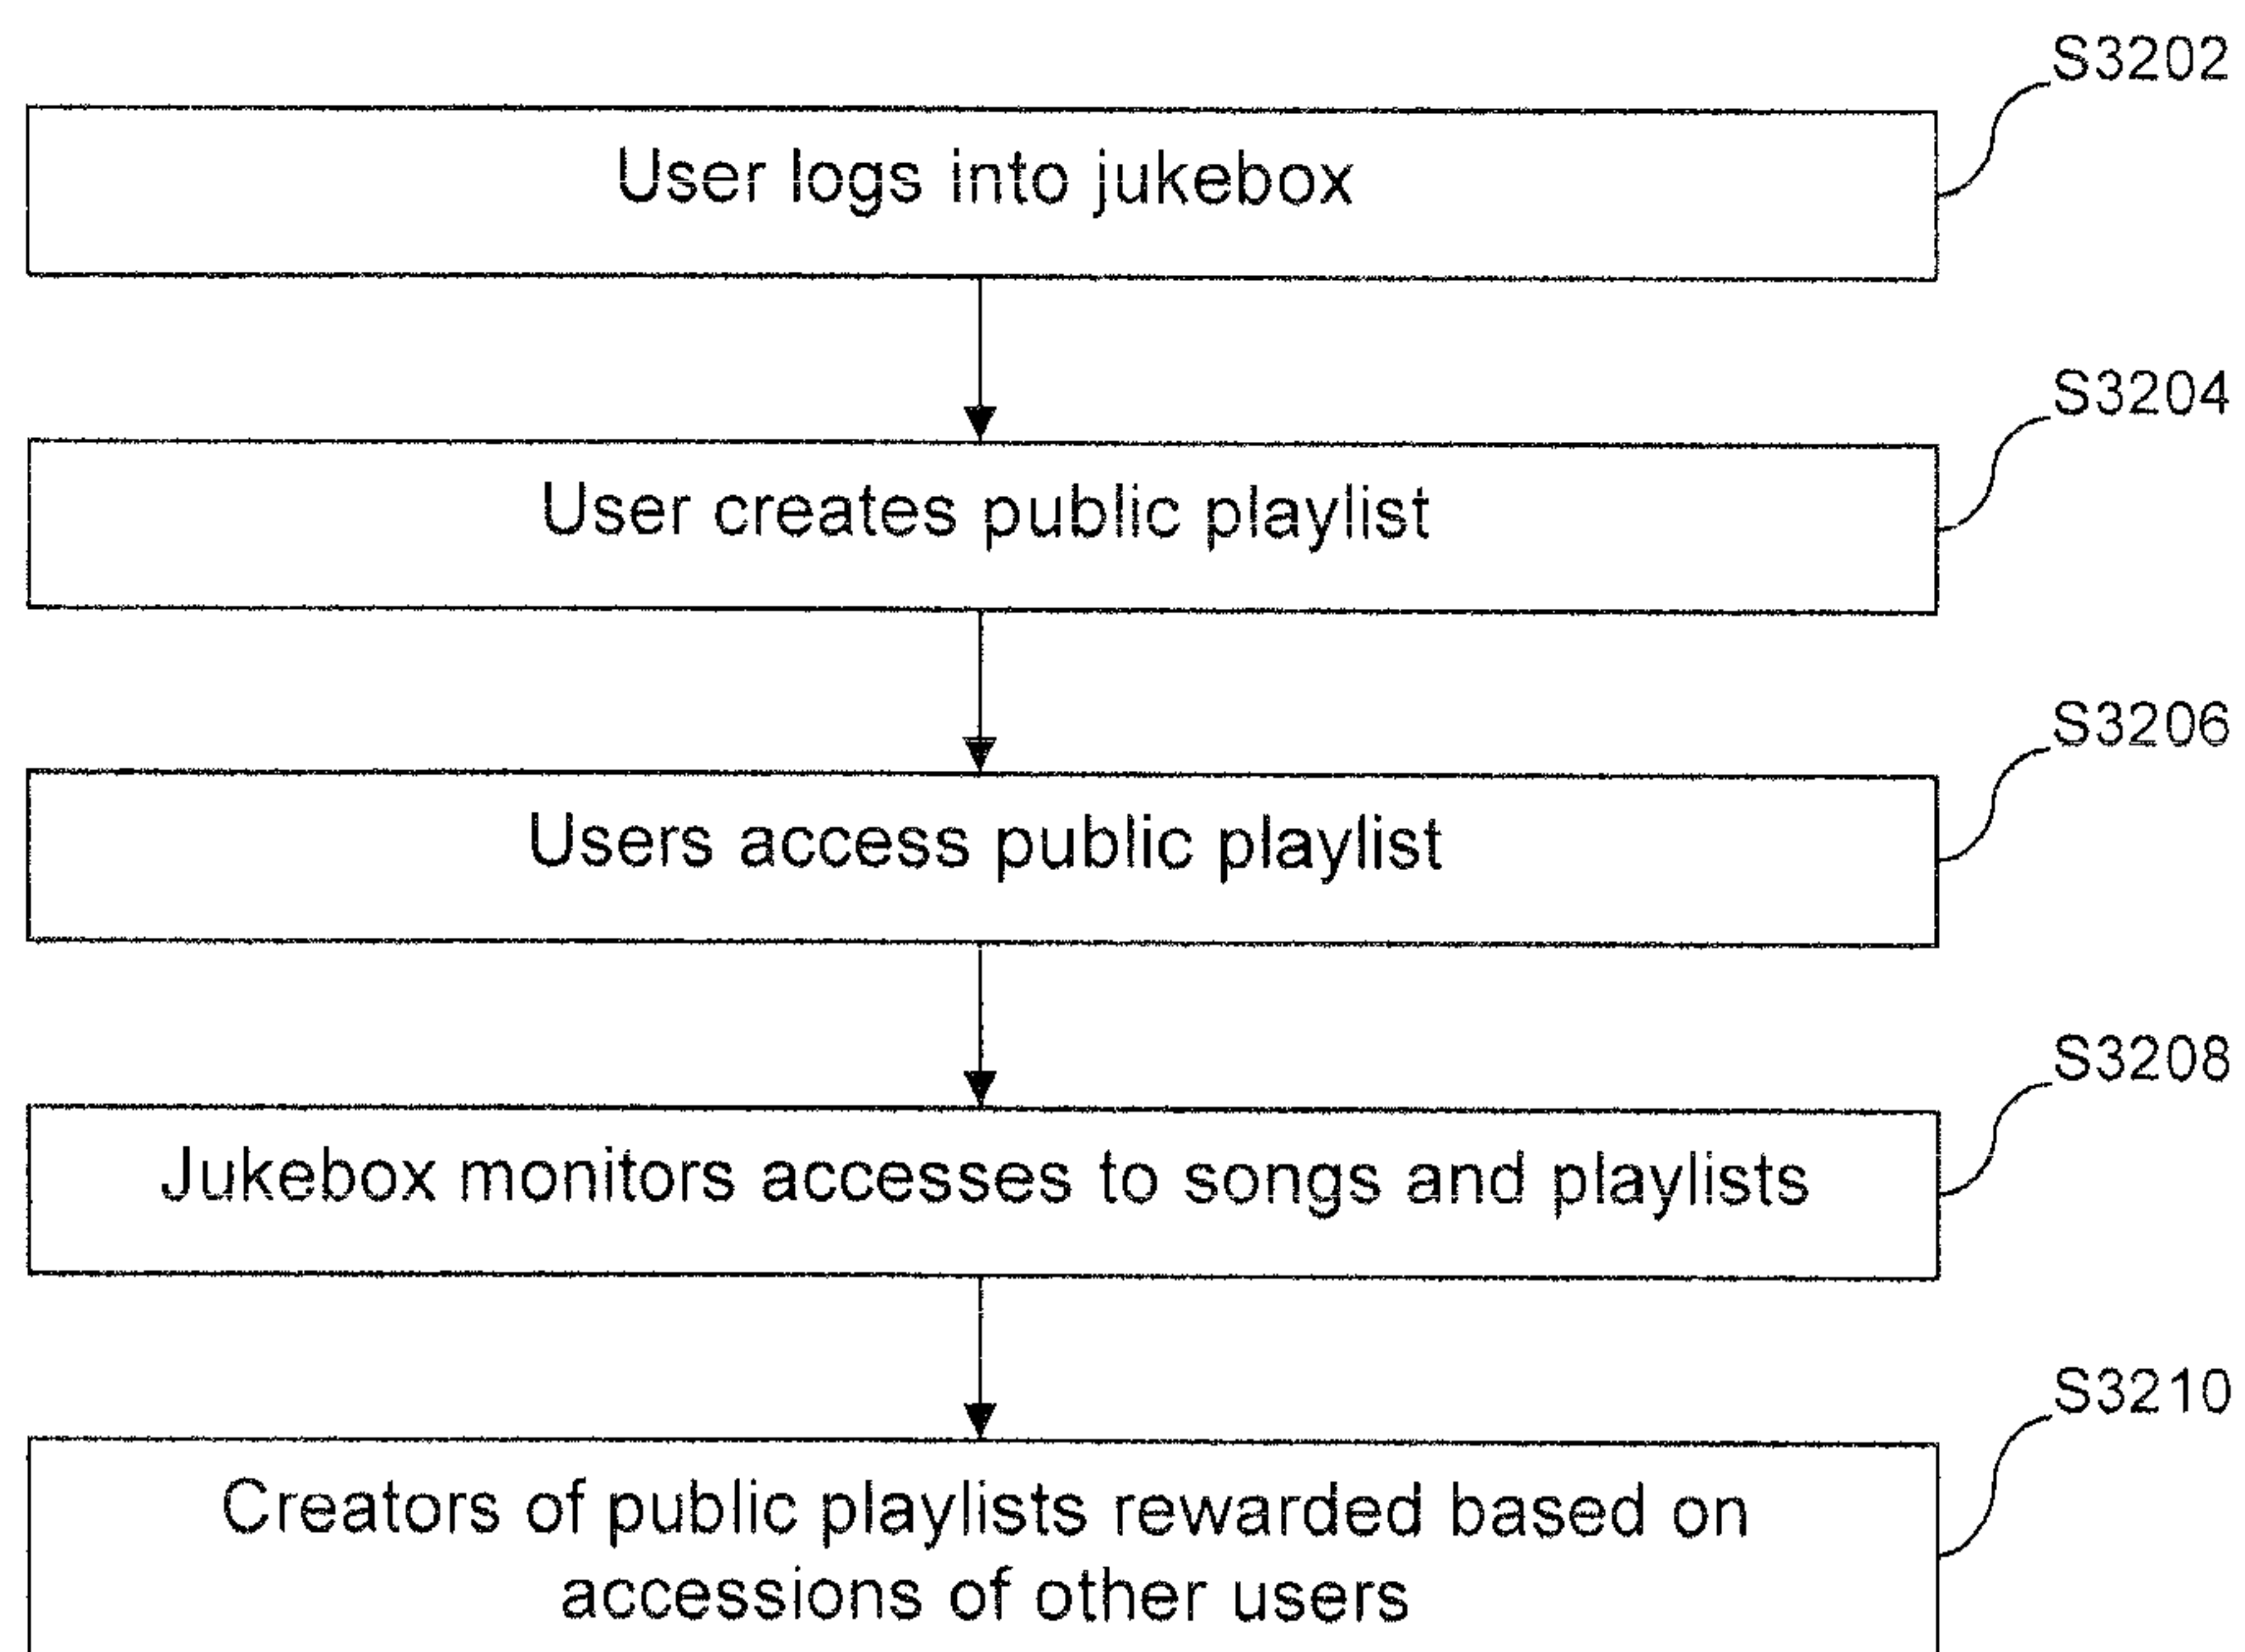 S3202
User logs into jukebox
S3204
User creates public playlist
S3206
Users access public playlist
S3208
Jukebox monitors accesses to songs and playlists
S3210
Creators of public playlists rewarded based on
accessions of other users